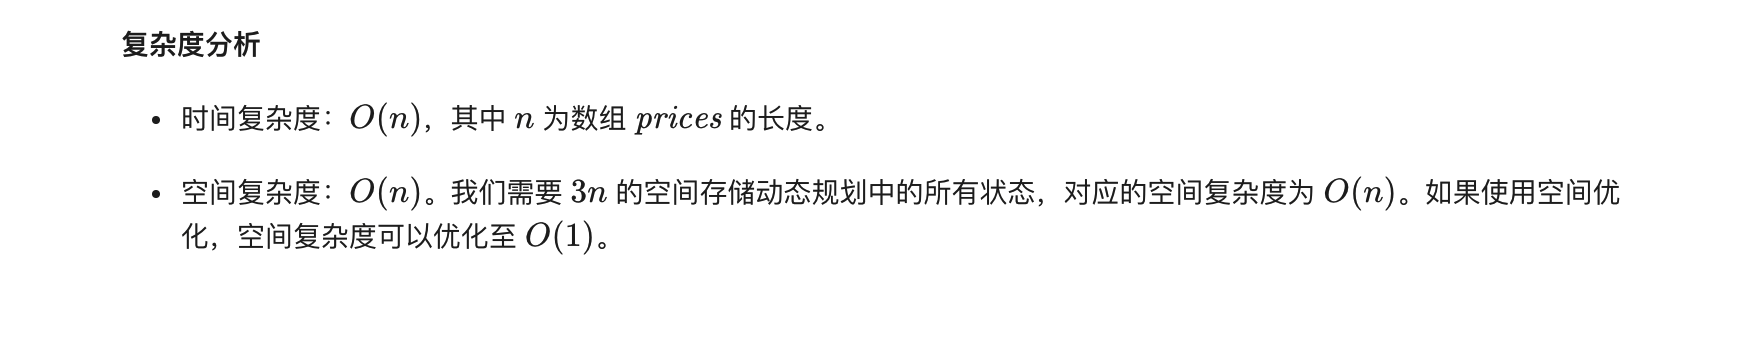 复杂度分析
• 时间复杂度：O(n)，其中 n 为数组 prices 的长度。
• 空间复杂度：O(n)。我们需要 3n 的空间存储动态规划中的所有状态，对应的空间复杂度为 O(n)。如果使用空间优
化，空间复杂度可以优化至 O(1)。